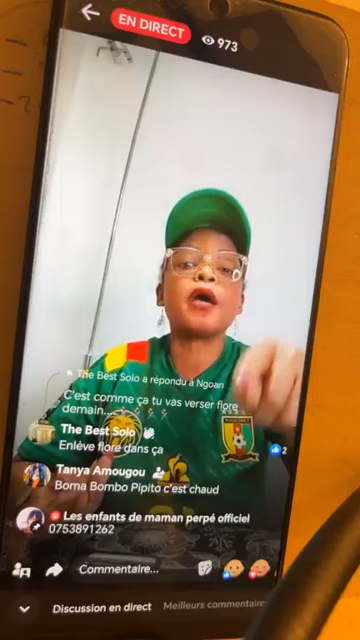 EN DIRECT 973
The Best Solo a répondu à Ngoan
C'est comme ça tu vas verser flore
demain....
The Best Solo
Enlève flore dans ça
2
Tanya Amougou
Boma Bombo Pipito c'est chaud
Les enfants de maman perpé officiel
0753891262
Commentaire...
Discussion en direct Meilleurs commentaire